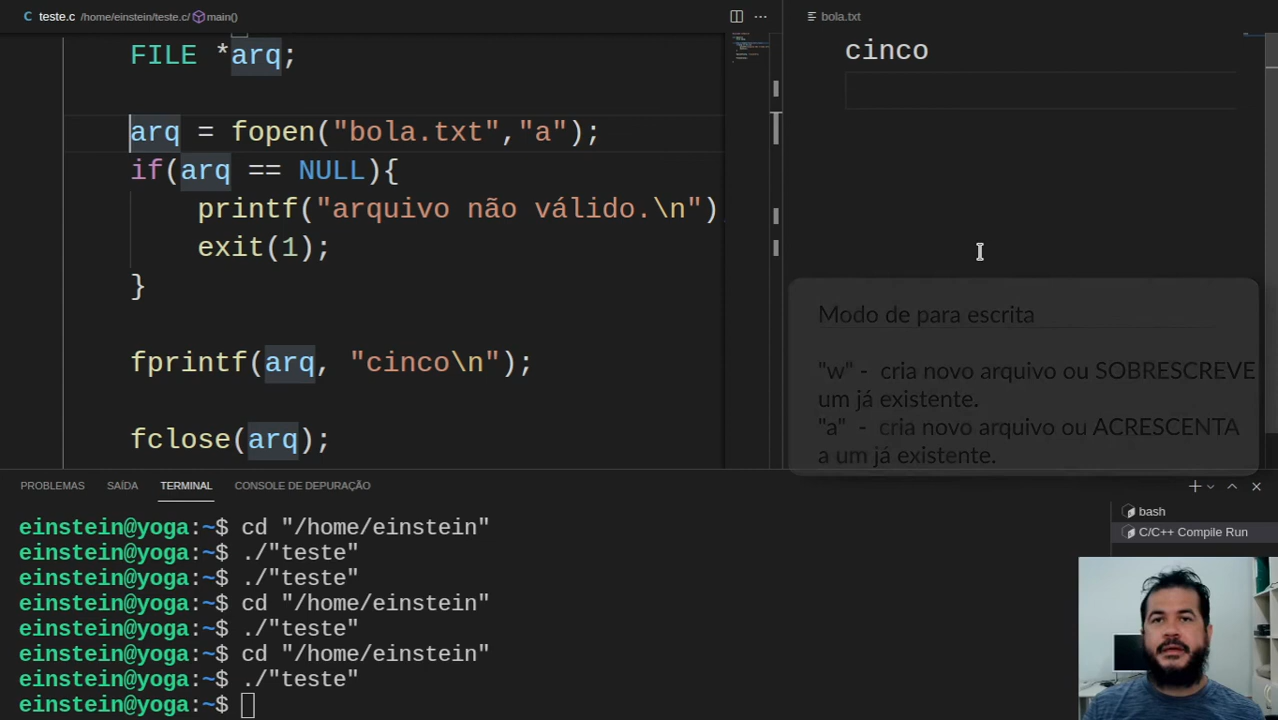 teste.c /home/einstein/teste.c/ main()
FILE *arq;
arq = fopen("bola.txt","a");
if(arq == NULL){
printf("arquivo não válido.\n")
exit(1);
}
fprintf(arq, "cinco\n");
fclose(arq);
bola.txt
cinco
Modo de para escrita
"w" - cria novo arquivo ou SOBRESCREVE
um já existente.
"a" - cria novo arquivo ou ACRESCENTA
a um já existente.
PROBLEMAS SAÍDA TERMINAL CONSOLE DE DEPURAÇÃO
einstein@yoga:~$ cd "/home/einstein"
einstein@yoga:~$ ./"teste"
einstein@yoga:~$ ./"teste"
einstein@yoga:~$ cd "/home/einstein"
einstein@yoga:~$ ./"teste"
einstein@yoga:~$ cd "/home/einstein"
einstein@yoga:~$ ./"teste"
einstein@yoga:~$
bash
C/C++ Compile Run